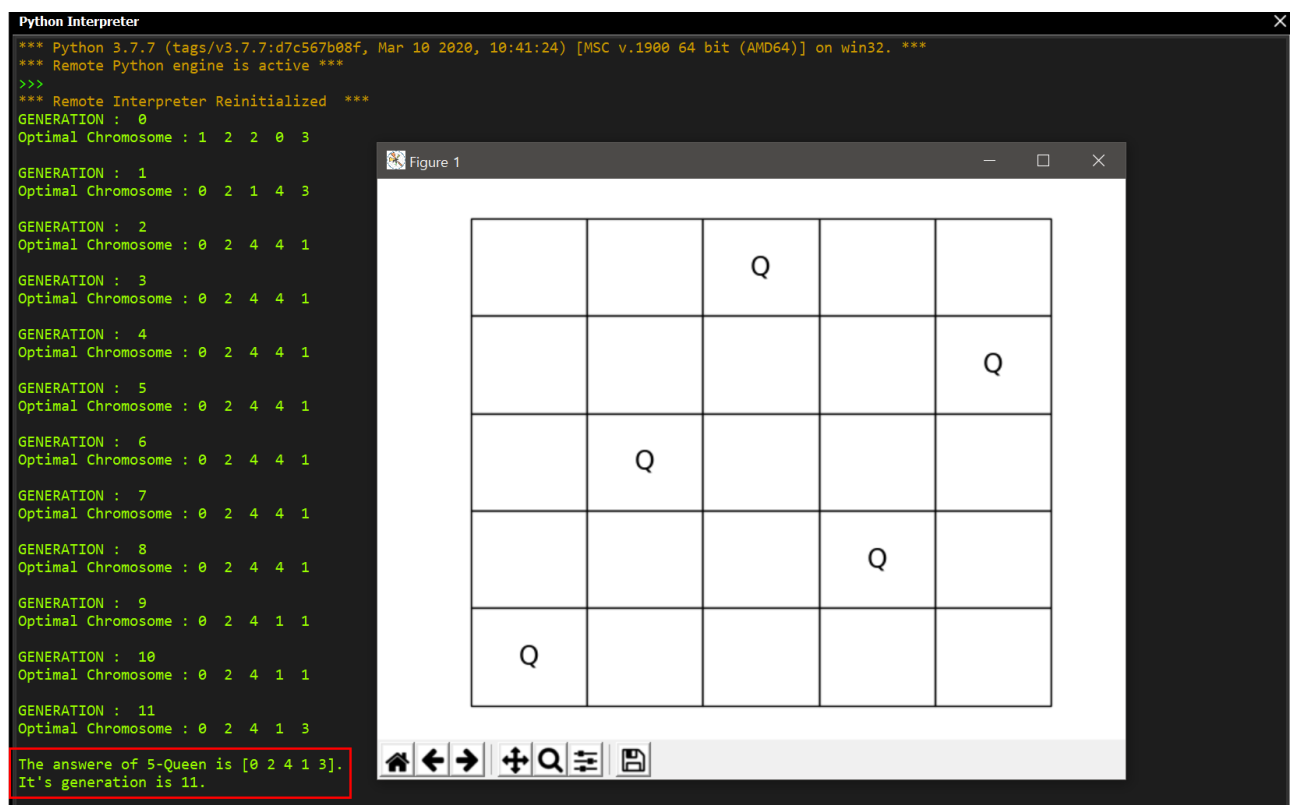 Python Interpreter
*** Python 3.7.7 (tags/v3.7.7:d7c567b08f, Mar 10 2020, 10:41:24) [MSC v.1900 64 bit (AMD64)] on win32. ***
*** Remote Python engine is active ***
>>>
*** Remote Interpreter Reinitialized  ***
GENERATION :  0
Optimal Chromosome : 1  2  2  0  3
GENERATION :  1
Optimal Chromosome : 0  2  1  4  3
GENERATION :  2
Optimal Chromosome : 0  2  4  4  1
GENERATION :  3
Optimal Chromosome : 0  2  4  4  1
GENERATION :  4
Optimal Chromosome : 0  2  4  4  1
GENERATION :  5
Optimal Chromosome : 0  2  4  4  1
GENERATION :  6
Optimal Chromosome : 0  2  4  4  1
GENERATION :  7
Optimal Chromosome : 0  2  4  4  1
GENERATION :  8
Optimal Chromosome : 0  2  4  4  1
GENERATION :  9
Optimal Chromosome : 0  2  4  1  1
GENERATION :  10
Optimal Chromosome : 0  2  4  1  1
GENERATION :  11
Optimal Chromosome : 0  2  4  1  3
The answere of 5-Queen is [0 2 4 1 3].
It's generation is 11.
Figure 1
Q
Q
Q
Q
Q